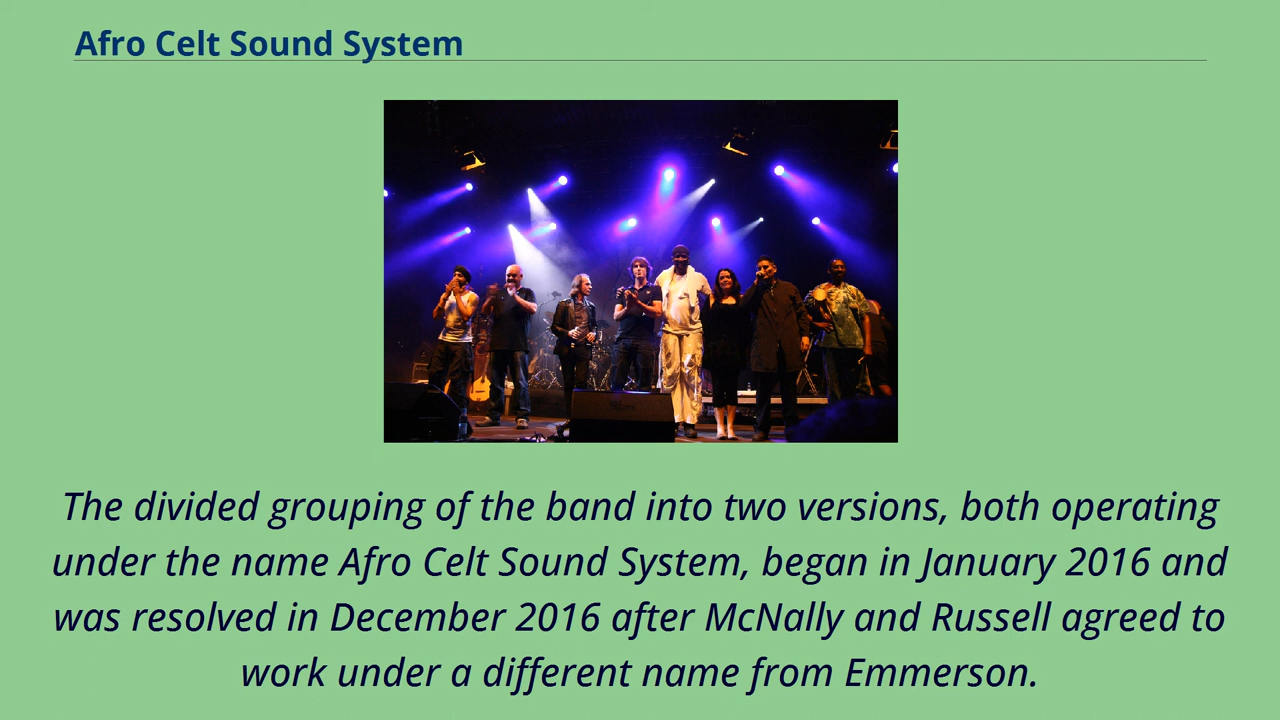 Afro Celt Sound System
The divided grouping of the band into two versions, both operating
under the name Afro Celt Sound System, began in January 2016 and
was resolved in December 2016 after McNally and Russell agreed to
work under a different name from Emmerson.